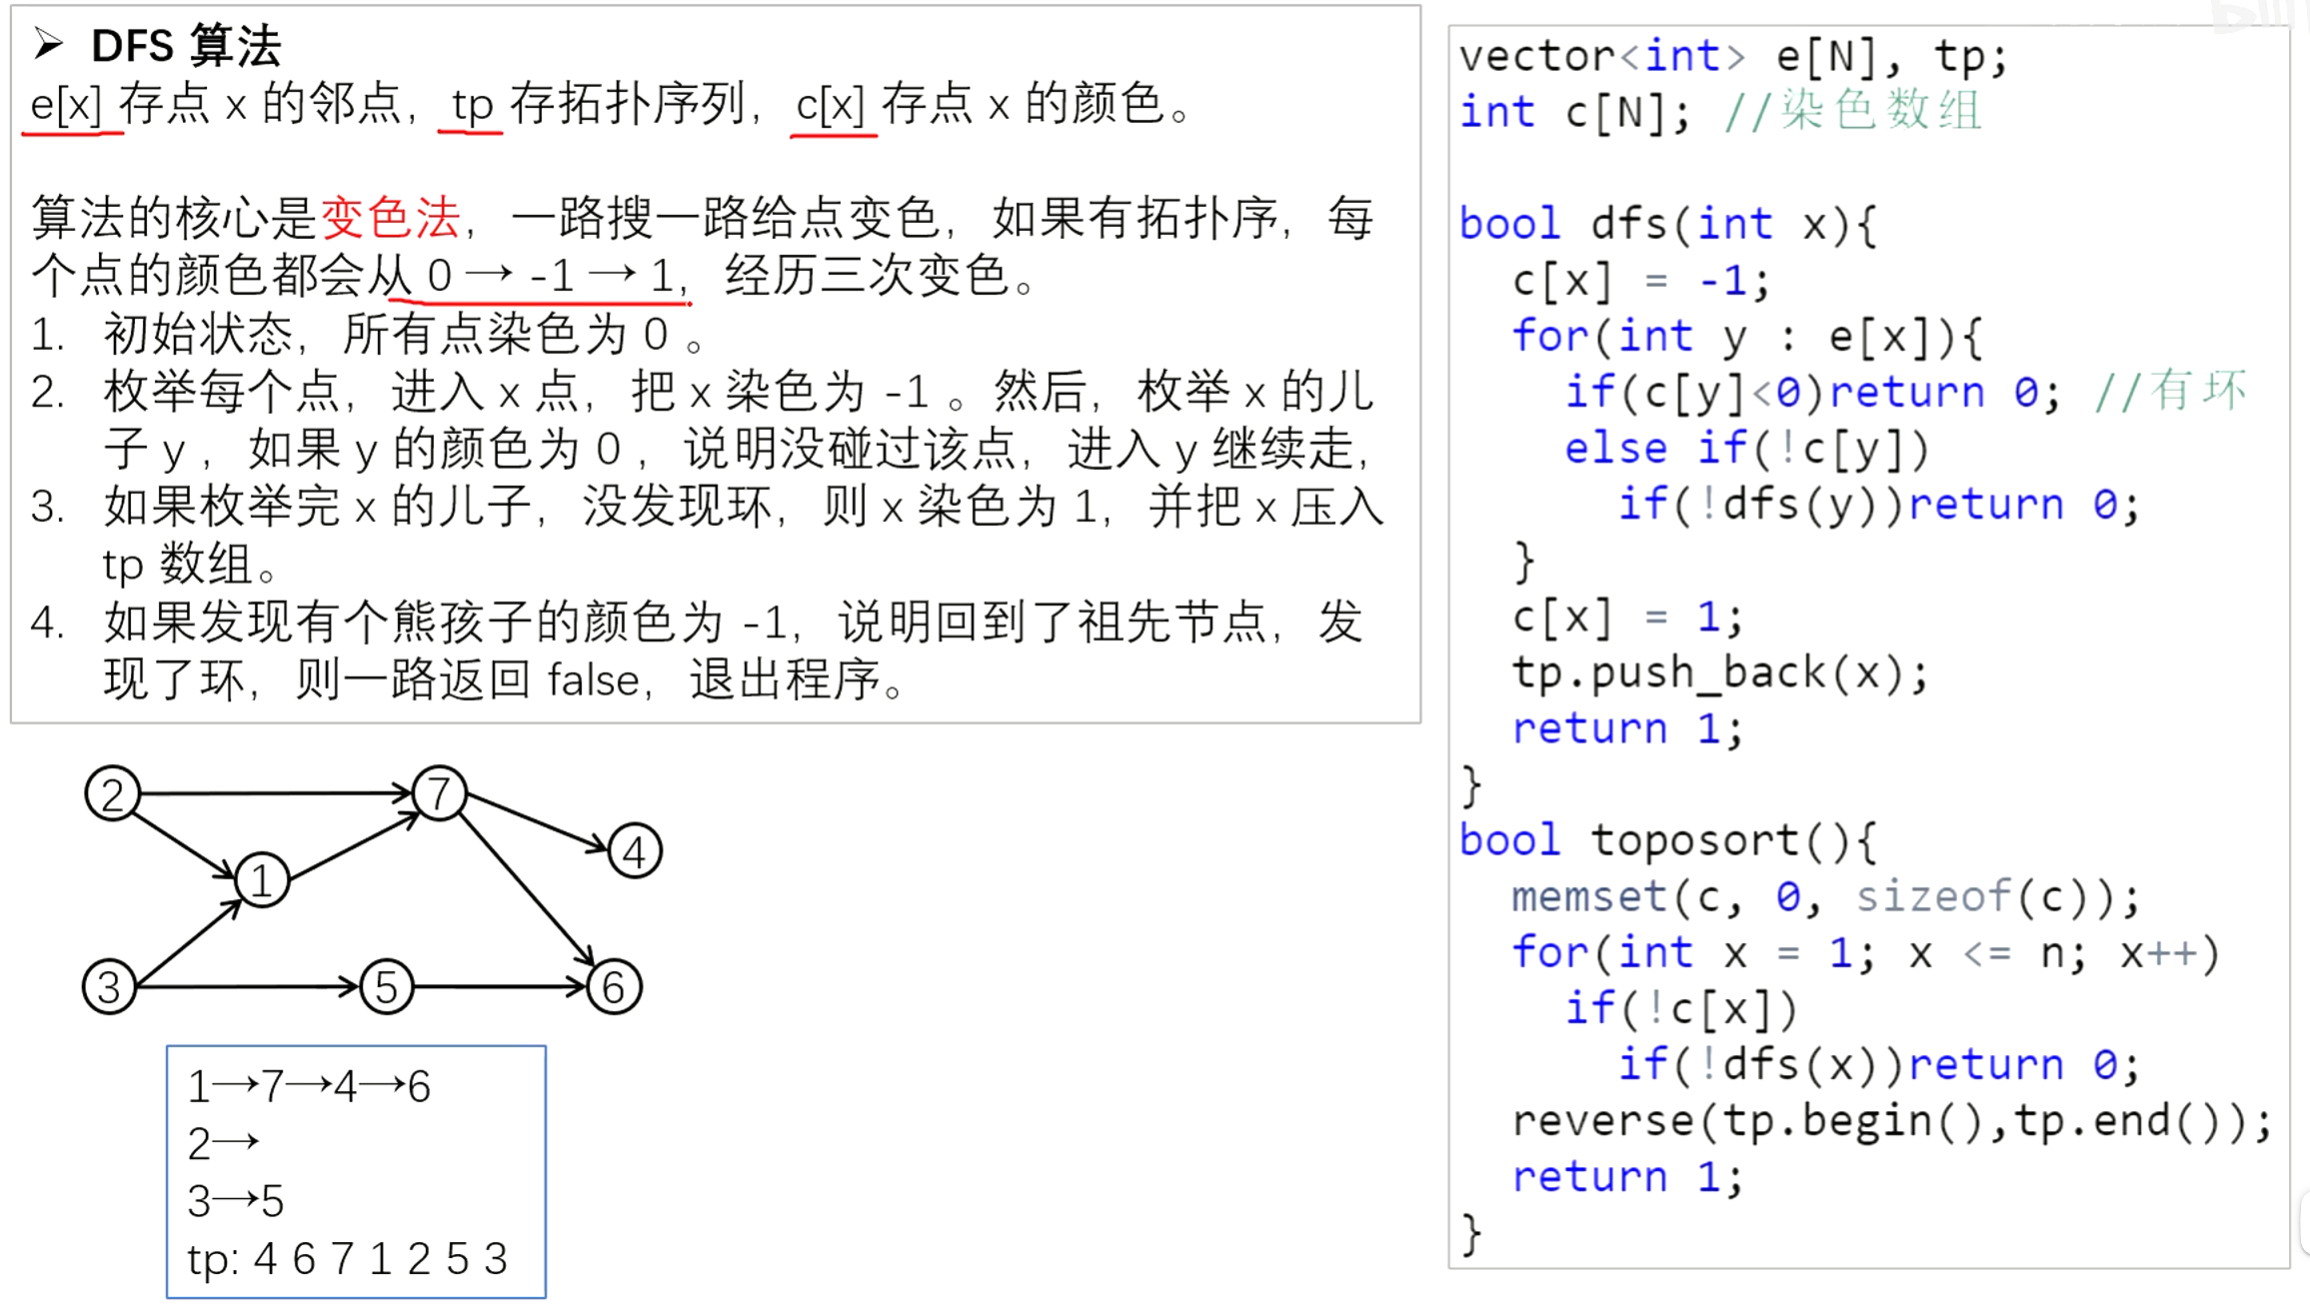 ➢ DFS 算法
e[x] 存点 x 的邻点，tp 存拓扑序列，c[x] 存点 x 的颜色。
算法的核心是变色法，一路搜一路给点变色，如果有拓扑序，每
个点的颜色都会从 0 → -1 → 1，经历三次变色。
1. 初始状态，所有点染色为 0 。
2. 枚举每个点，进入 x 点，把 x 染色为 -1 。然后，枚举 x 的儿
子 y ，如果 y 的颜色为 0 ，说明没碰过该点，进入 y 继续走，
3. 如果枚举完 x 的儿子，没发现环，则 x 染色为 1，并把 x 压入
tp 数组。
4. 如果发现有个熊孩子的颜色为 -1，说明回到了祖先节点，发
现了环，则一路返回 false，退出程序。
2
7
4
1
3
5
6
1→7→4→6
2→
3→5
tp: 4 6 7 1 2 5 3
vector<int> e[N], tp;
int c[N]; //染色数组
bool dfs(int x){
c[x] = -1;
for(int y : e[x]){
if(c[y]<0)return 0; //有环
else if(!c[y])
if(!dfs(y))return 0;
}
c[x] = 1;
tp.push_back(x);
return 1;
}
bool toposort(){
memset(c, 0, sizeof(c));
for(int x = 1; x <= n; x++)
if(!c[x])
if(!dfs(x))return 0;
reverse(tp.begin(),tp.end());
return 1;
}